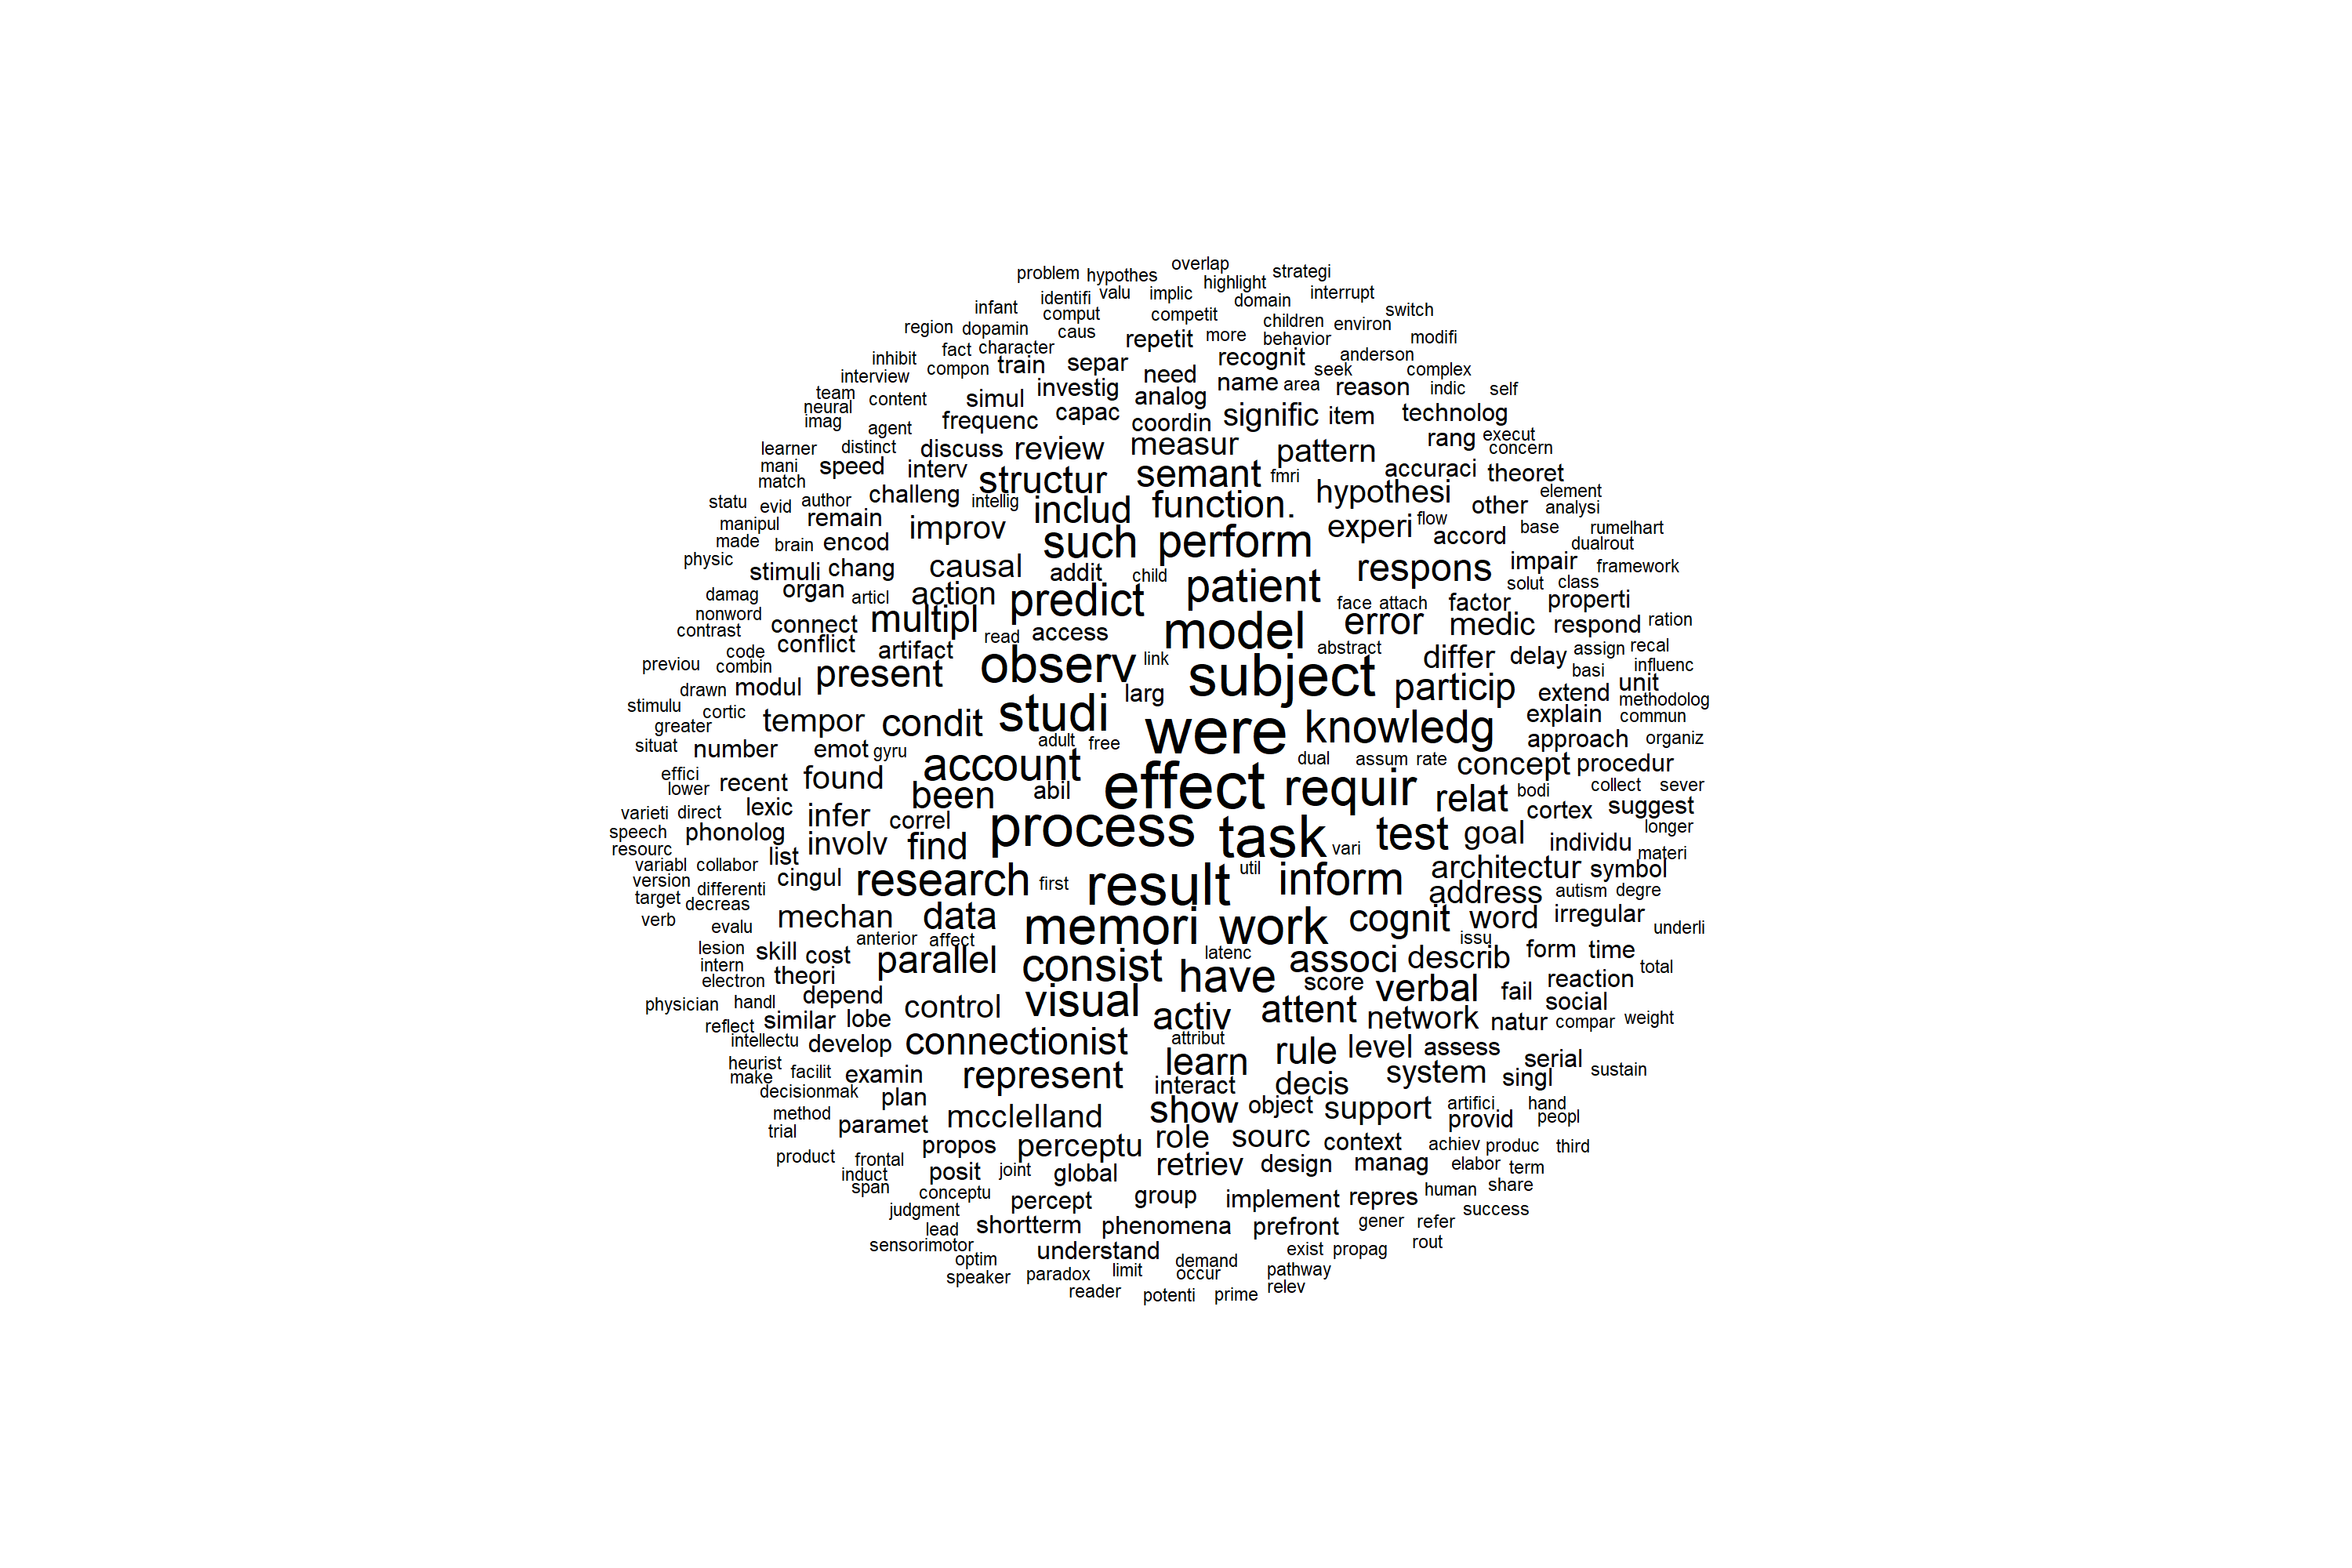 overlap
problem hypothes highlight strategi
infant identifi valu implic domain interrupt
region dopamin comput competit children environ switch
caus repetit more behavior modifi
inhibit fact character train separ recognit anderson
interview compon investig need name area seek reason complex indic self
team neural content simul analog
imag agent frequenc capac coordin signific item technolog
learner distinct discuss review measur pattern rang execut concern
mani speed interv structur semant fmri accuraci theoret
match
statu evid author challeng intellig includ function. hypothesi other element analysi
manipul remain improv experi flow accord base rumelhart
made brain encod such perform dualrout
physic stimuli chang causal addit child patient respons impair framework
damag organ articl action predict face attach factor solut class properti
nonword contrast connect multipl read access model error medic respond ration
code conflict artifact observ link abstract differ delay assign recal
previou combin present subject particip basi influenc
drawn modul larg extend unit methodolog
stimulu cortic tempor condit studi were knowledg explain commun
greater
situat number emot gyru adult free approach organiz
effici recent found account effect requir dual assum rate concept procedur
lower been abil relat bodi collect sever
varieti direct lexic infer correl cortex suggest
speech phonolog involv find process task vari test goal individu longer
resourc list materi
variabl collabor architectur symbol
version differenti cingul research first result util inform address autism degre
target decreas
verb evalu mechan data memori work cognit word irregular underli
anterior affect issu
lesion skill cost parallel consist latenc associ describ form time
intern theori have score verbal fail reaction total
electron
physician handl depend control visual activ attent network natur social
reflect similar lobe compar weight
intellectu develop connectionist attribut learn rule level assess serial
heurist
make facilit examin represent interact decis system singl sustain
decisionmak plan show object support artifici hand
method paramet mcclelland provid peopl
trial
product frontal propos perceptu role sourc context achiev produc third
induct posit joint global retriev design manag elabor term
span conceptu percept group implement repres human share
judgment lead shortterm phenomena prefront gener refer success
sensorimotor optim understand demand exist propag rout
speaker paradox limit occur pathway
reader potenti prime relev